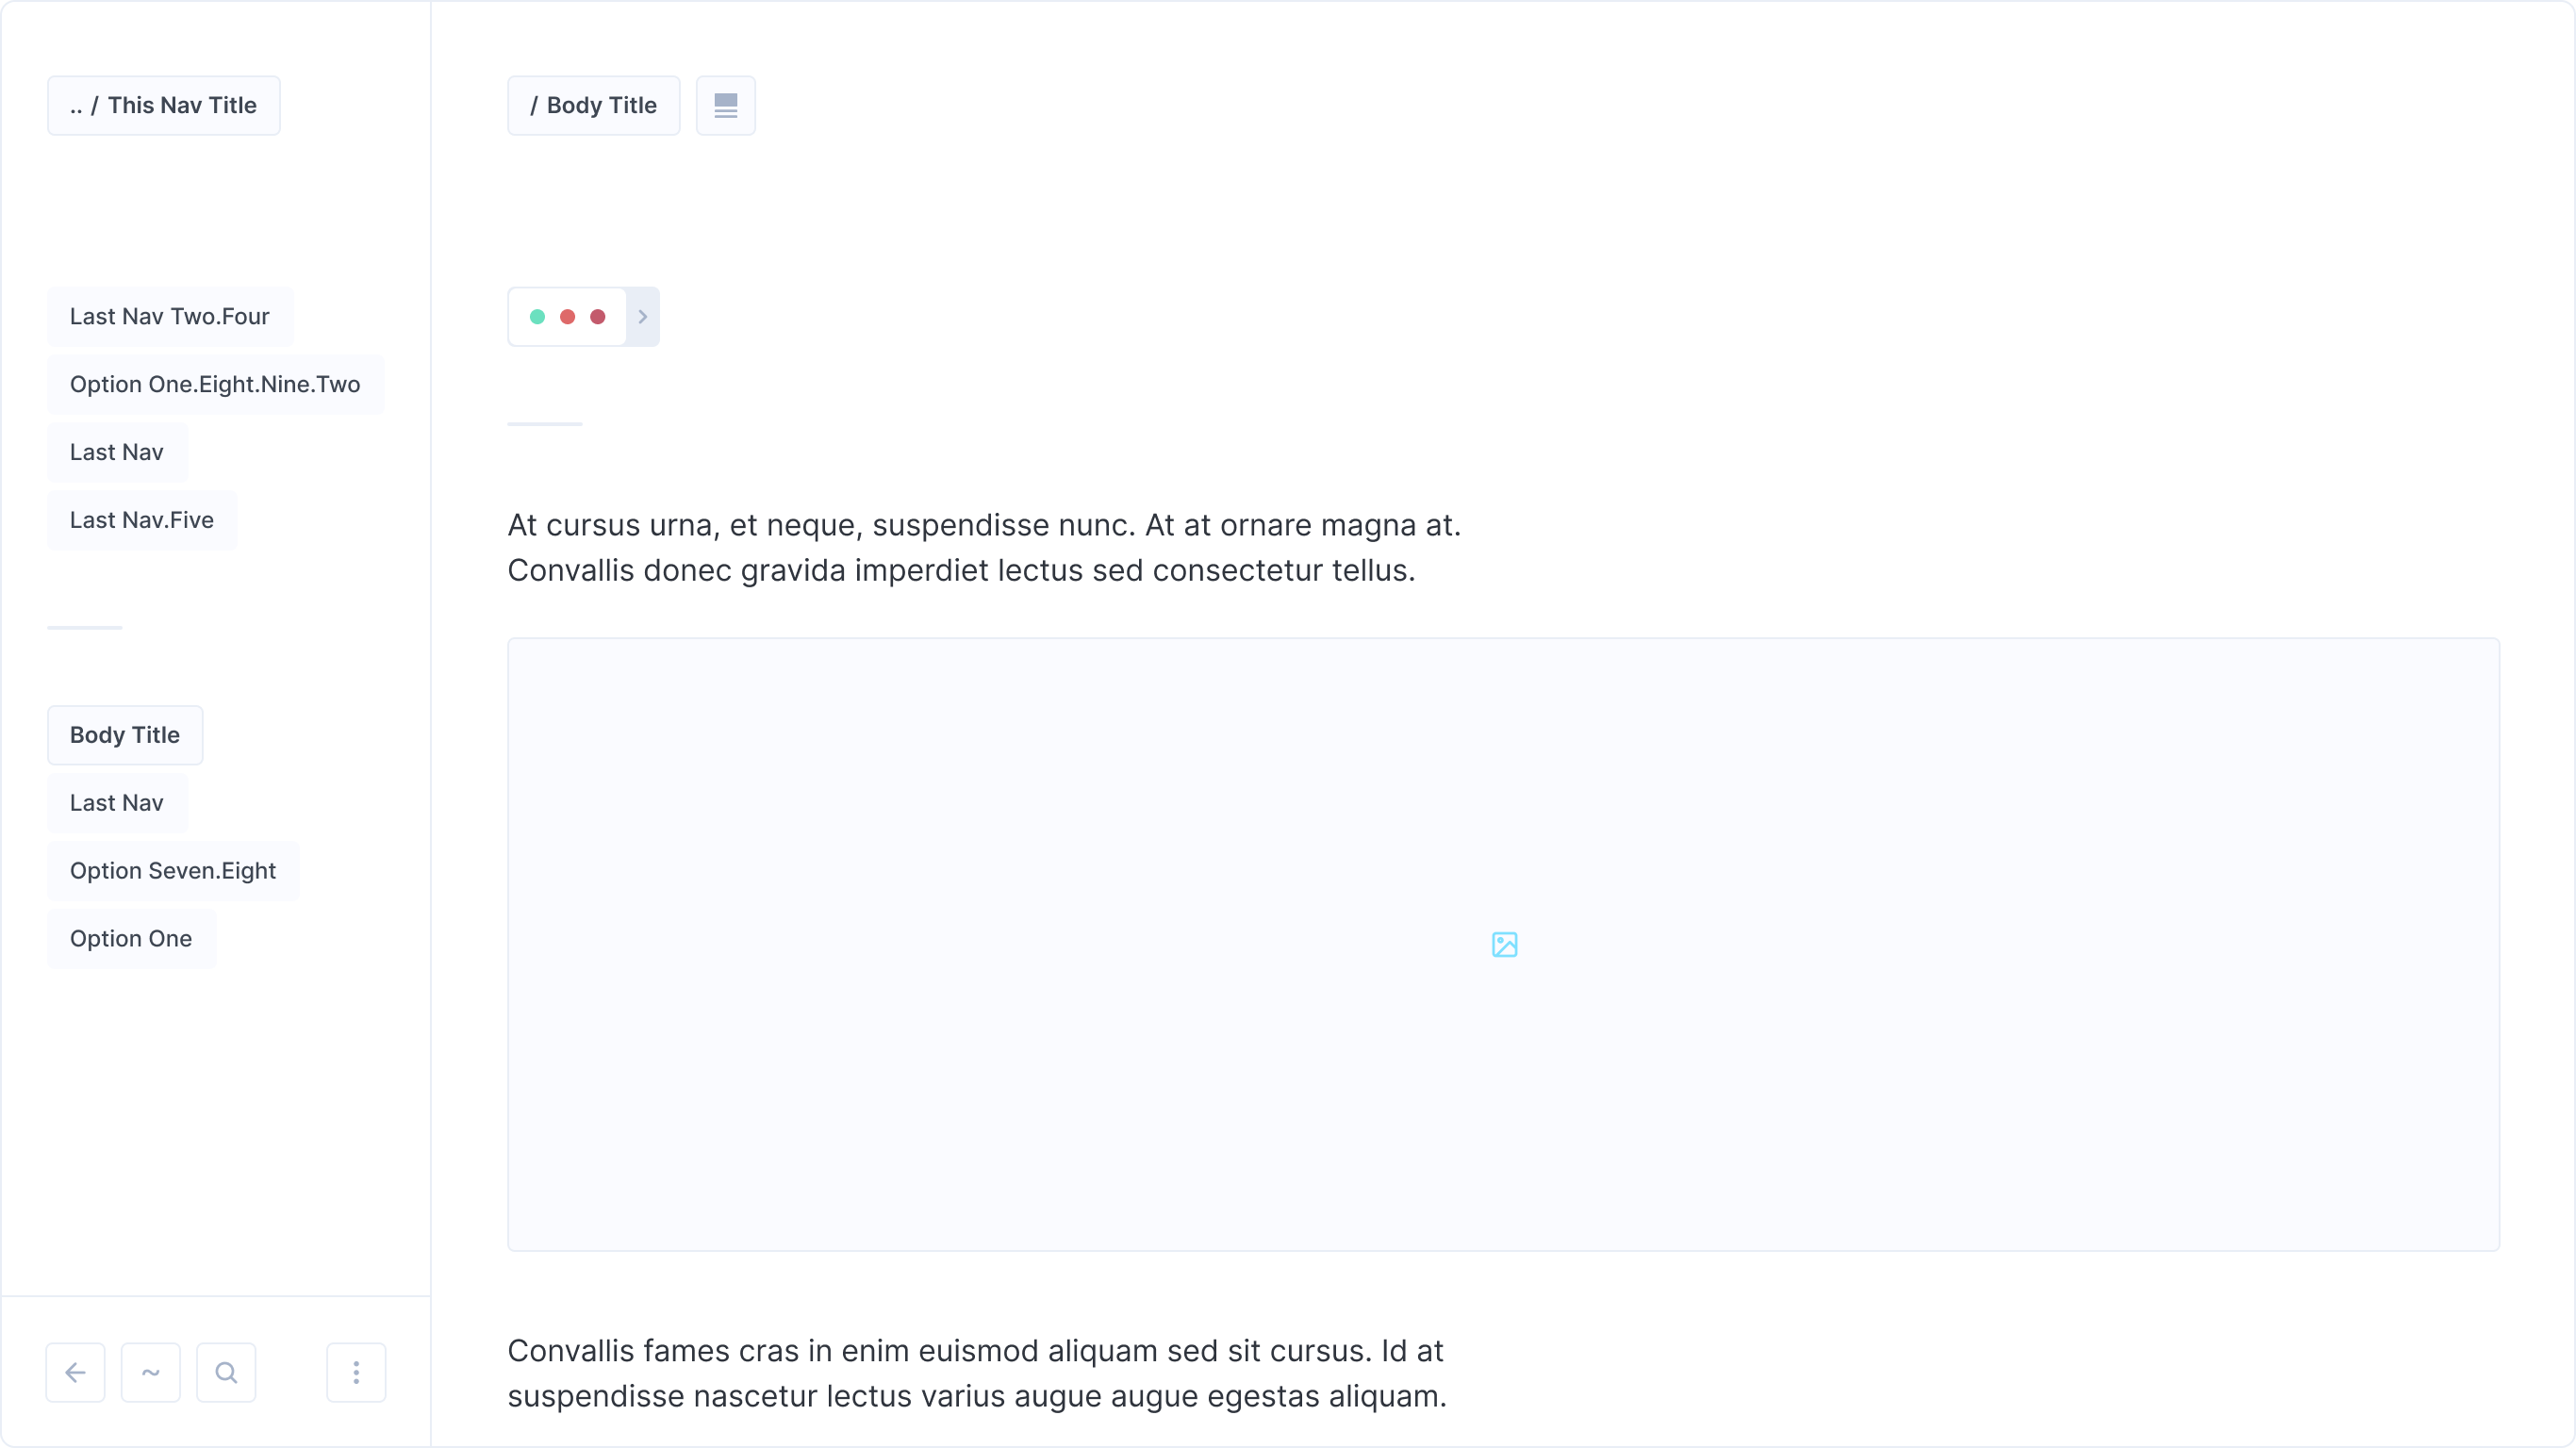 .. / This Nav Title
Last Nav Two.Four
Option One.Eight.Nine.Two
Last Nav
Last Nav.Five
Body Title
Last Nav
Option Seven.Eight
Option One
~
/ Body Title
At cursus urna, et neque, suspendisse nunc. At at ornare magna at.
Convallis donec gravida imperdiet lectus sed consectetur tellus.
Convallis fames cras in enim euismod aliquam sed sit cursus. Id at
suspendisse nascetur lectus varius augue augue egestas aliquam.